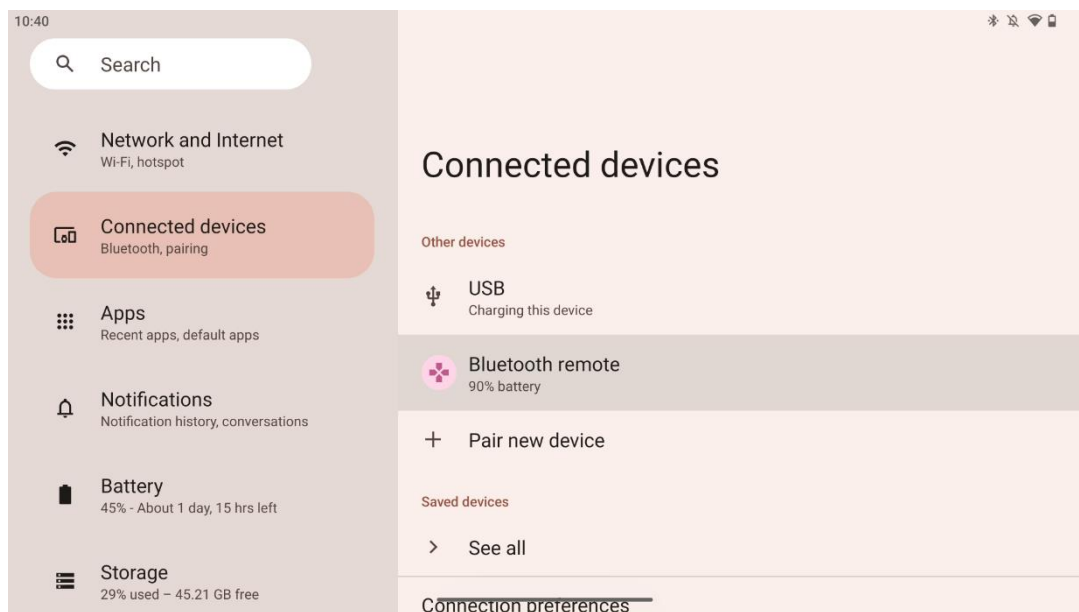 10:40
Search
Network and Internet
Wi-Fi, hotspot
Connected devices
Bluetooth, pairing
Apps
Recent apps, default apps
Notifications
Notification history, conversations
Battery
45% - About 1 day, 15 hrs left
Storage
29% used – 45.21 GB free
Connected devices
Other devices
USB
Charging this device
Bluetooth remote
90% battery
Pair new device
Saved devices
See all
Connection preferences